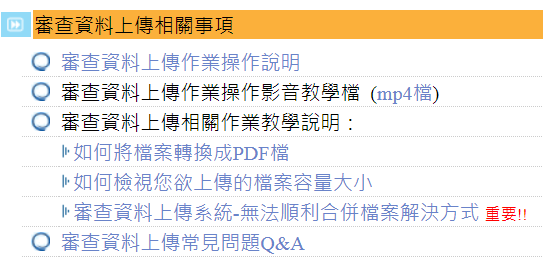 審查資料上傳相關事項
審查資料上傳作業操作說明
審查資料上傳作業操作影音教學檔 (mp4檔)
審查資料上傳相關作業教學說明：
如何將檔案轉換成PDF檔
如何檢視您欲上傳的檔案容量大小
審查資料上傳系統-無法順利合併檔案解決方式 重要!!
審查資料上傳常見問題Q&A